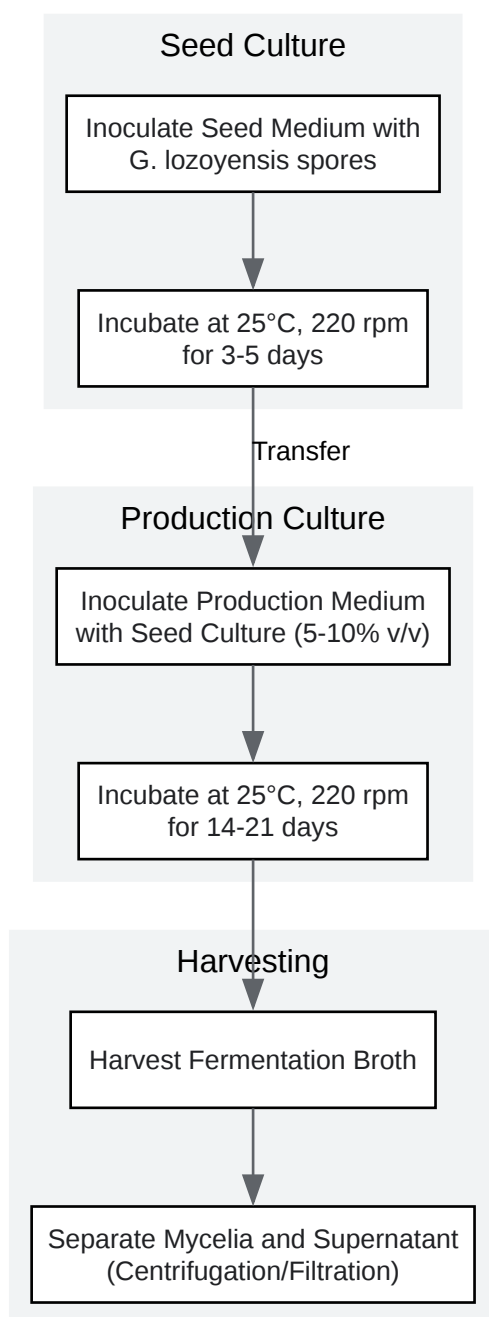 Seed Culture
Inoculate Seed Medium with
G. lozoyensis spores
Incubate at 25°C, 220 rpm
for 3-5 days
Transfer
Production Culture
Inoculate Production Medium
with Seed Culture (5-10% v/v)
Incubate at 25°C, 220 rpm
for 14-21 days
Harvesting
Harvest Fermentation Broth
Separate Mycelia and Supernatant
(Centrifugation/Filtration)